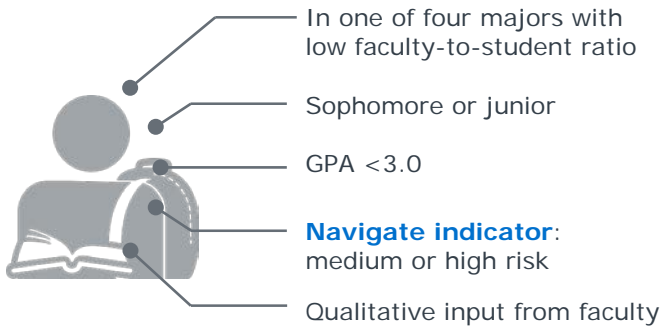 In one of four majors with
low faculty-to-student ratio
Sophomore or junior
GPA <3.0
Navigate indicator:
medium or high risk
Qualitative input from faculty